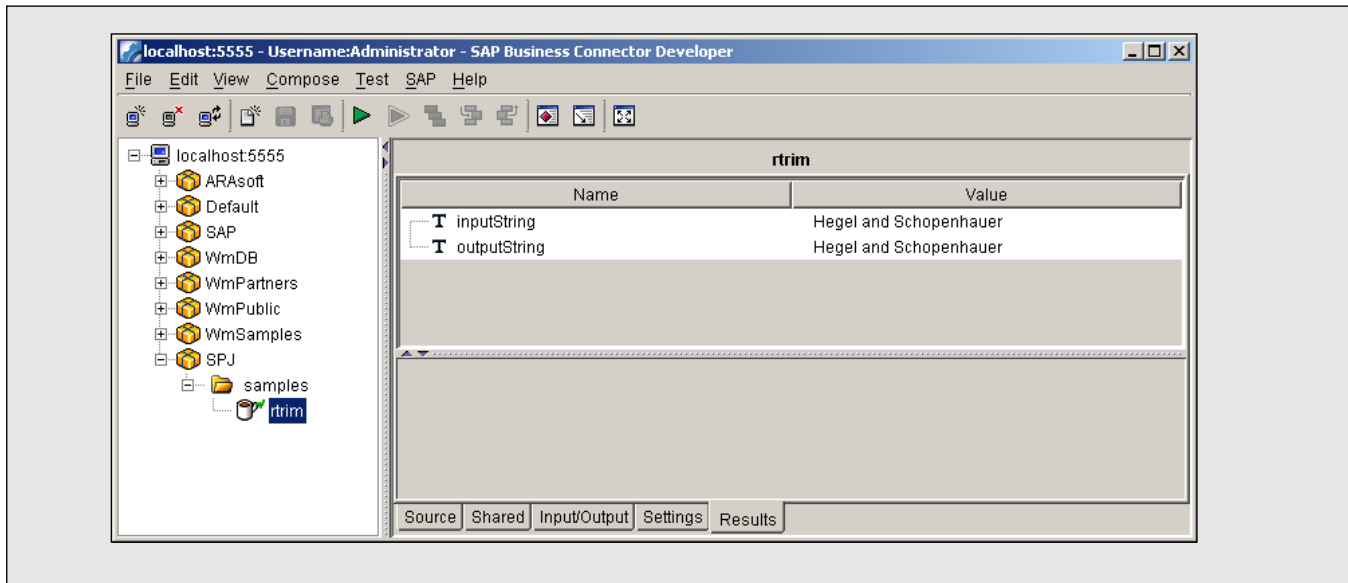 localhost:5555 - Username:Administrator - SAP Business Connector Developer
File Edit View Compose Test SAP Help
localhost:5555
ARAsoft
Default
SAP
WmDB
WmPartners
WmPublic
WmSamples
SPJ
samples
rtrim
rtrim
Name Value
T inputString Hegel and Schopenhauer
T outputString Hegel and Schopenhauer
Source Shared Input/Output Settings Results